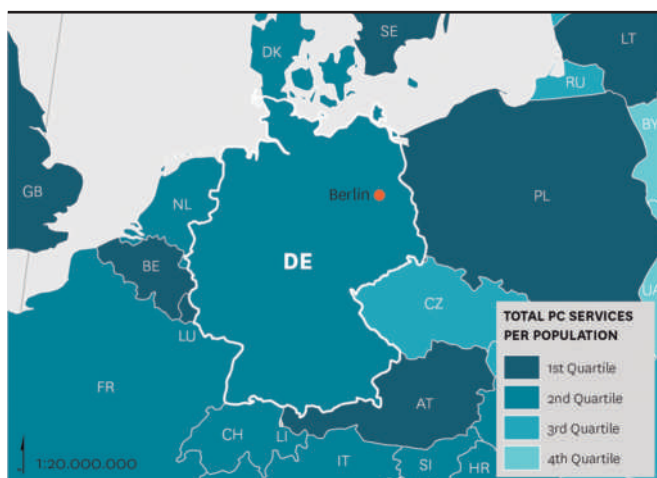 SE
LT
DK
RU
BY
GB
NL
Berlin
PL
BE
DE
UA
CZ
LU
FR
AT
CH
LI
IT
SI
HR
TOTAL PC SERVICES
PER POPULATION
1st Quartile
2nd Quartile
3rd Quartile
4th Quartile
1:20.000.000